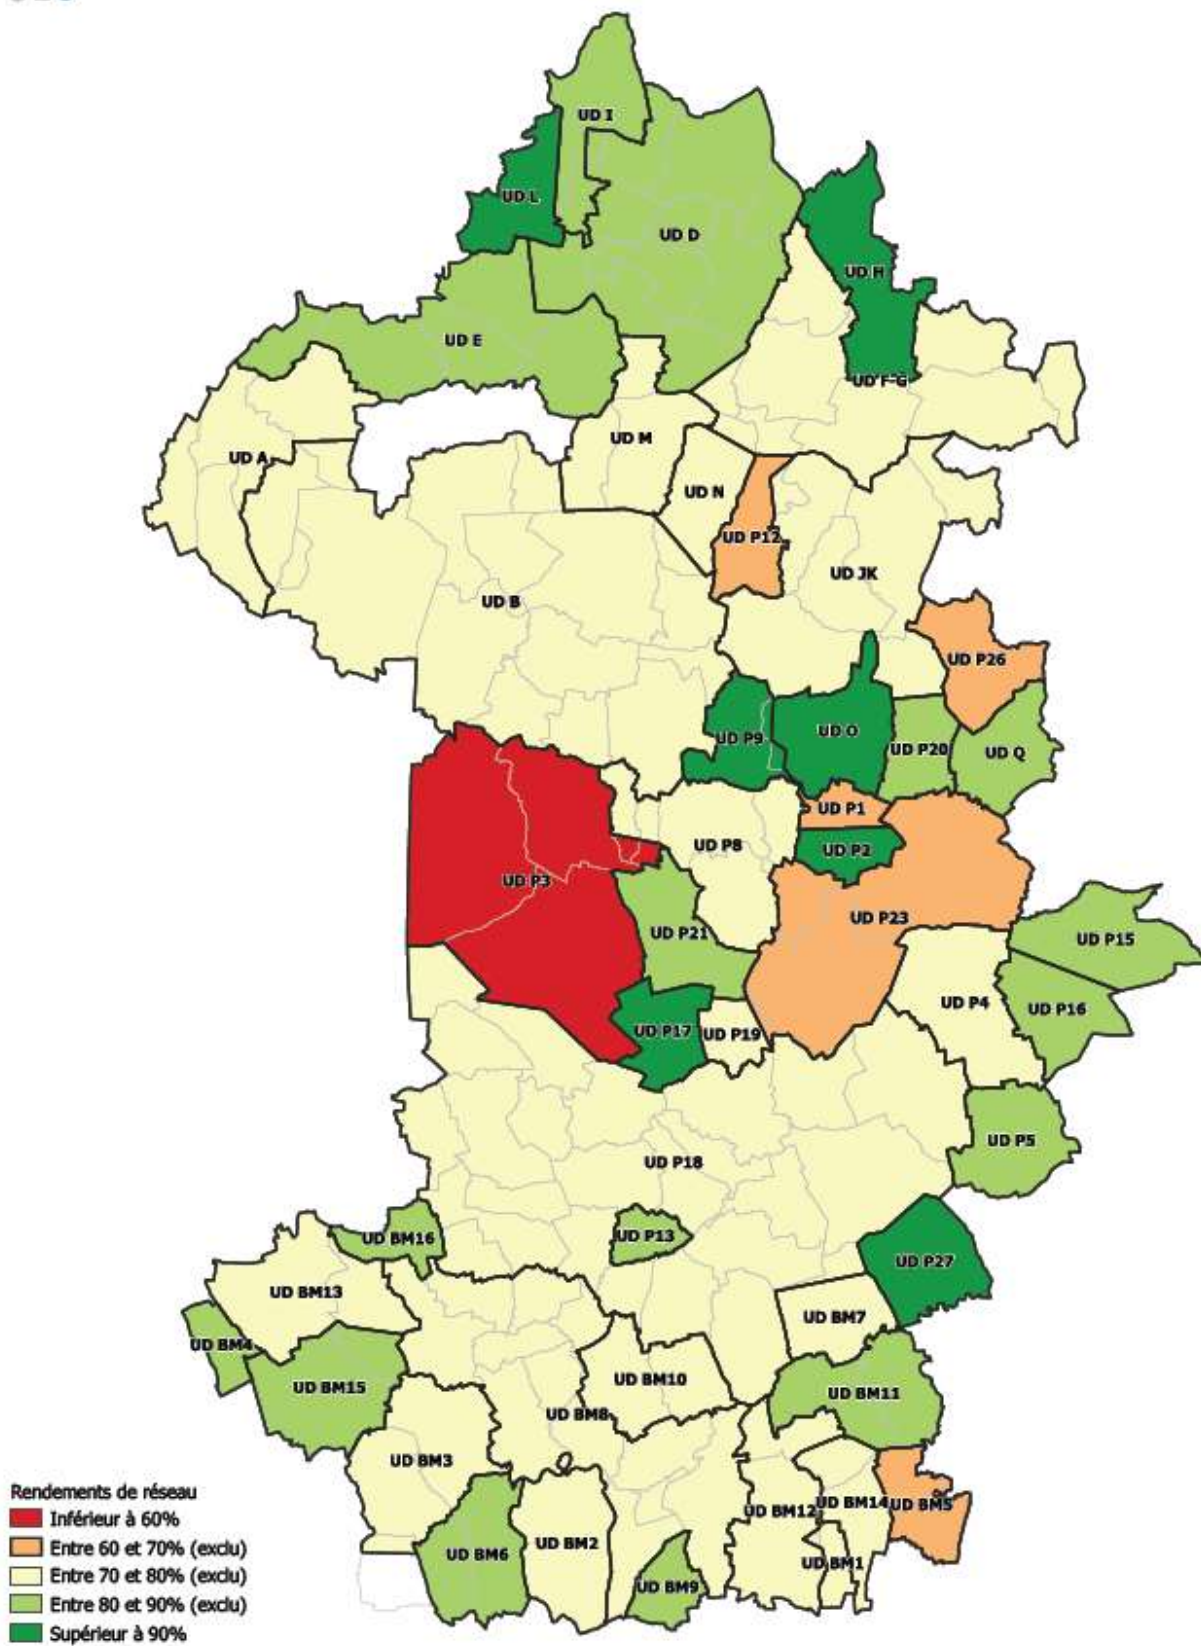 UD I
UD L
UD D
UD H
UD E
UD F-G
UD M
UD A
UD N
UD P12
UD JK
UD B
UD P26
UD P9
UD O
UD P20
UD Q
UD P1
UD P8
UD P2
UD P3
UD P23
UD P21
UD P15
UD P4
UD P16
UD P17
UD P19
UD P5
UD P18
UD P13
UD BM16
UD P27
UD BM13
UD BM7
UD BM4
UD BM15
UD BM10
UD BM11
UD BM8
UD BM3
UD BM12
UD BM14
UD BM5
UD BM2
UD BM6
UD BM1
UD BM9
Rendements de réseau
Inférieur à 60%
Entre 60 et 70% (exclu)
Entre 70 et 80% (exclu)
Entre 80 et 90% (exclu)
Supérieur à 90%